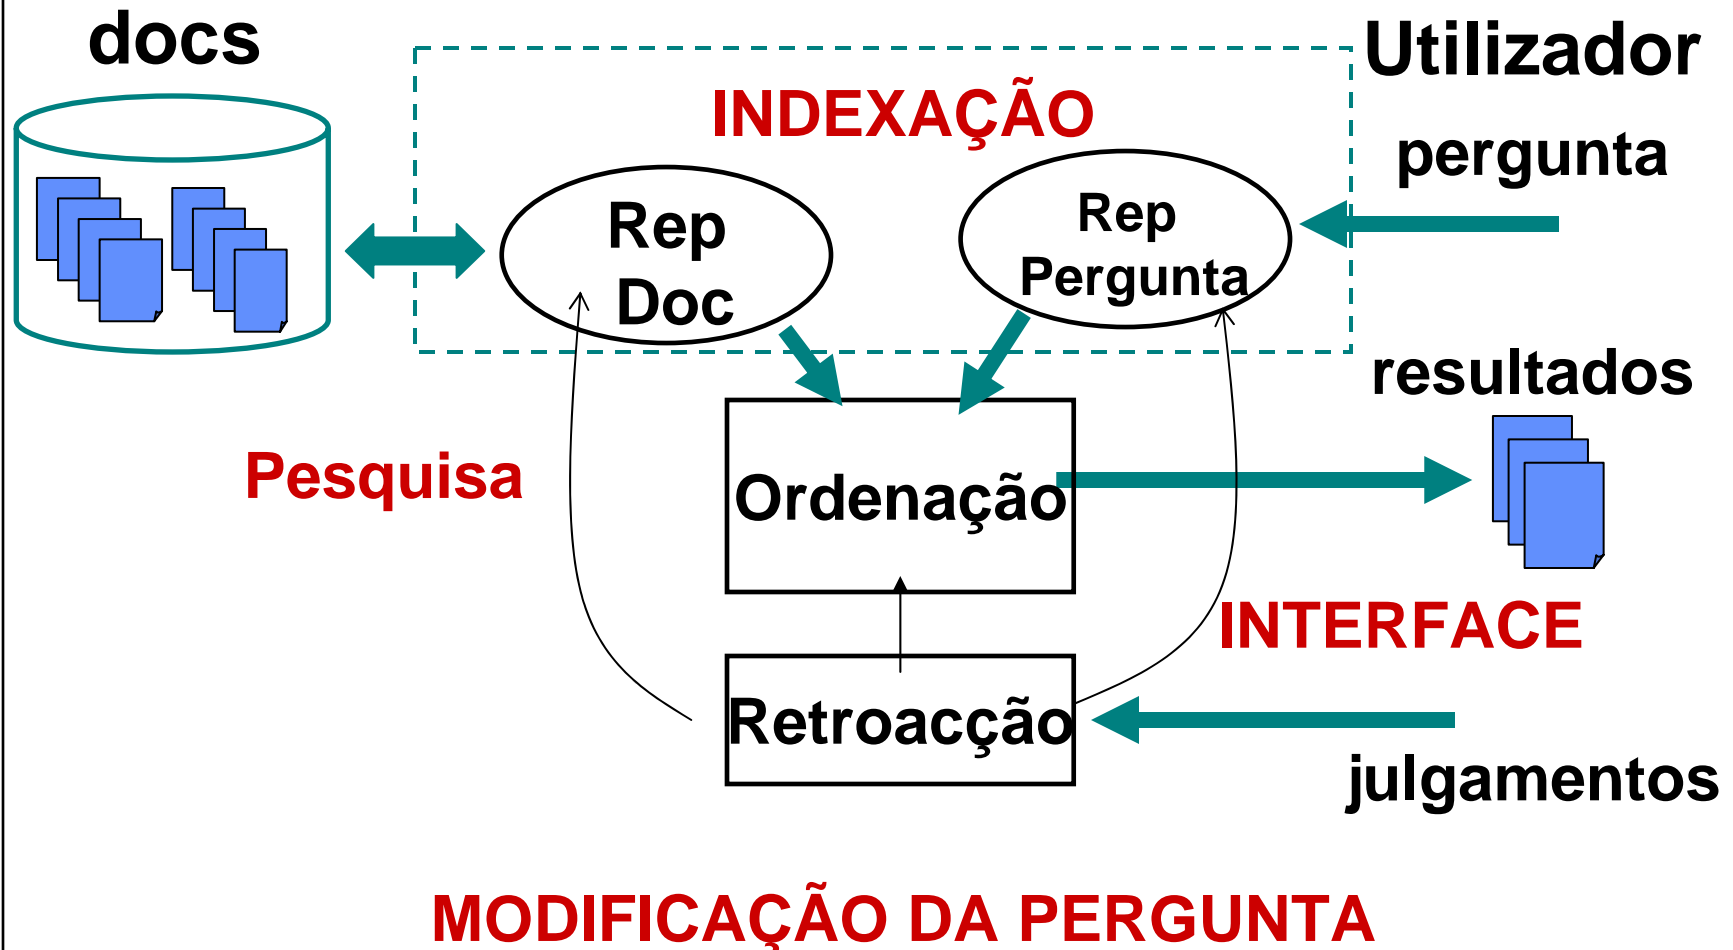 docs
Utilizador
INDEXAÇÃO
pergunta
Rep
Doc
Rep
Pergunta
resultados
Pesquisa
Ordenação
INTERFACE
Retroacção
julgamentos
MODIFICAÇÃO DA PERGUNTA